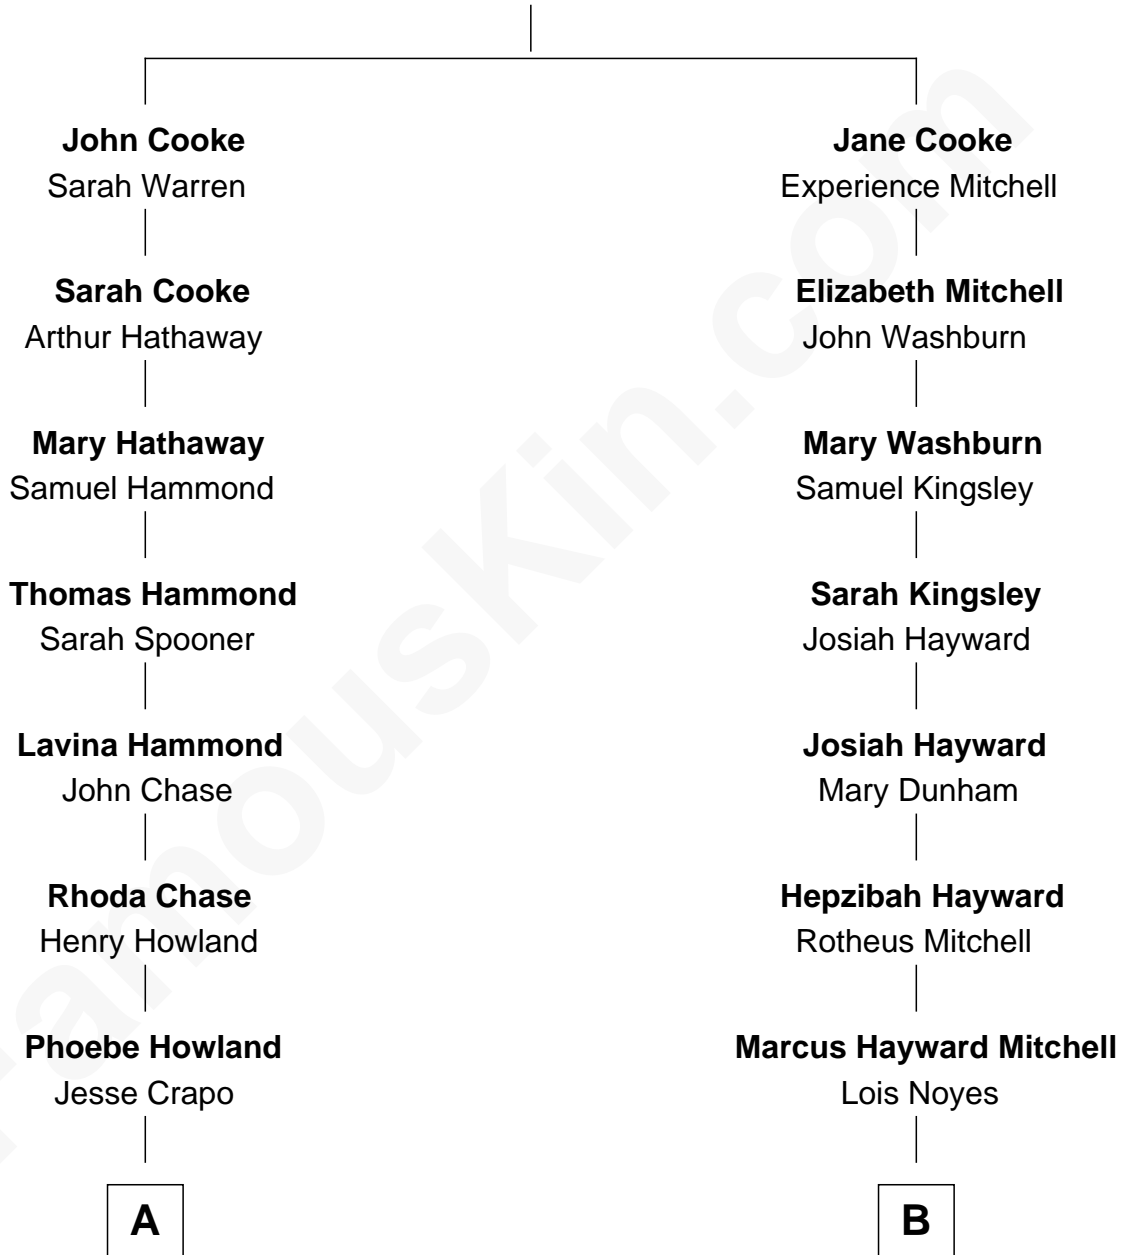 John Cooke
Sarah Warren
Jane Cooke
Experience Mitchell
Sarah Cooke
Arthur Hathaway
Elizabeth Mitchell
John Washburn
Mary Hathaway
Samuel Hammond
Mary Washburn
Samuel Kingsley
Thomas Hammond
Sarah Spooner
Sarah Kingsley
Josiah Hayward
Lavina Hammond
John Chase
Josiah Hayward
Mary Dunham
Rhoda Chase
Henry Howland
Hepzibah Hayward
Rotheus Mitchell
Phoebe Howland
Jesse Crapo
Marcus Hayward Mitchell
Lois Noyes
A
B
FamousKin.com